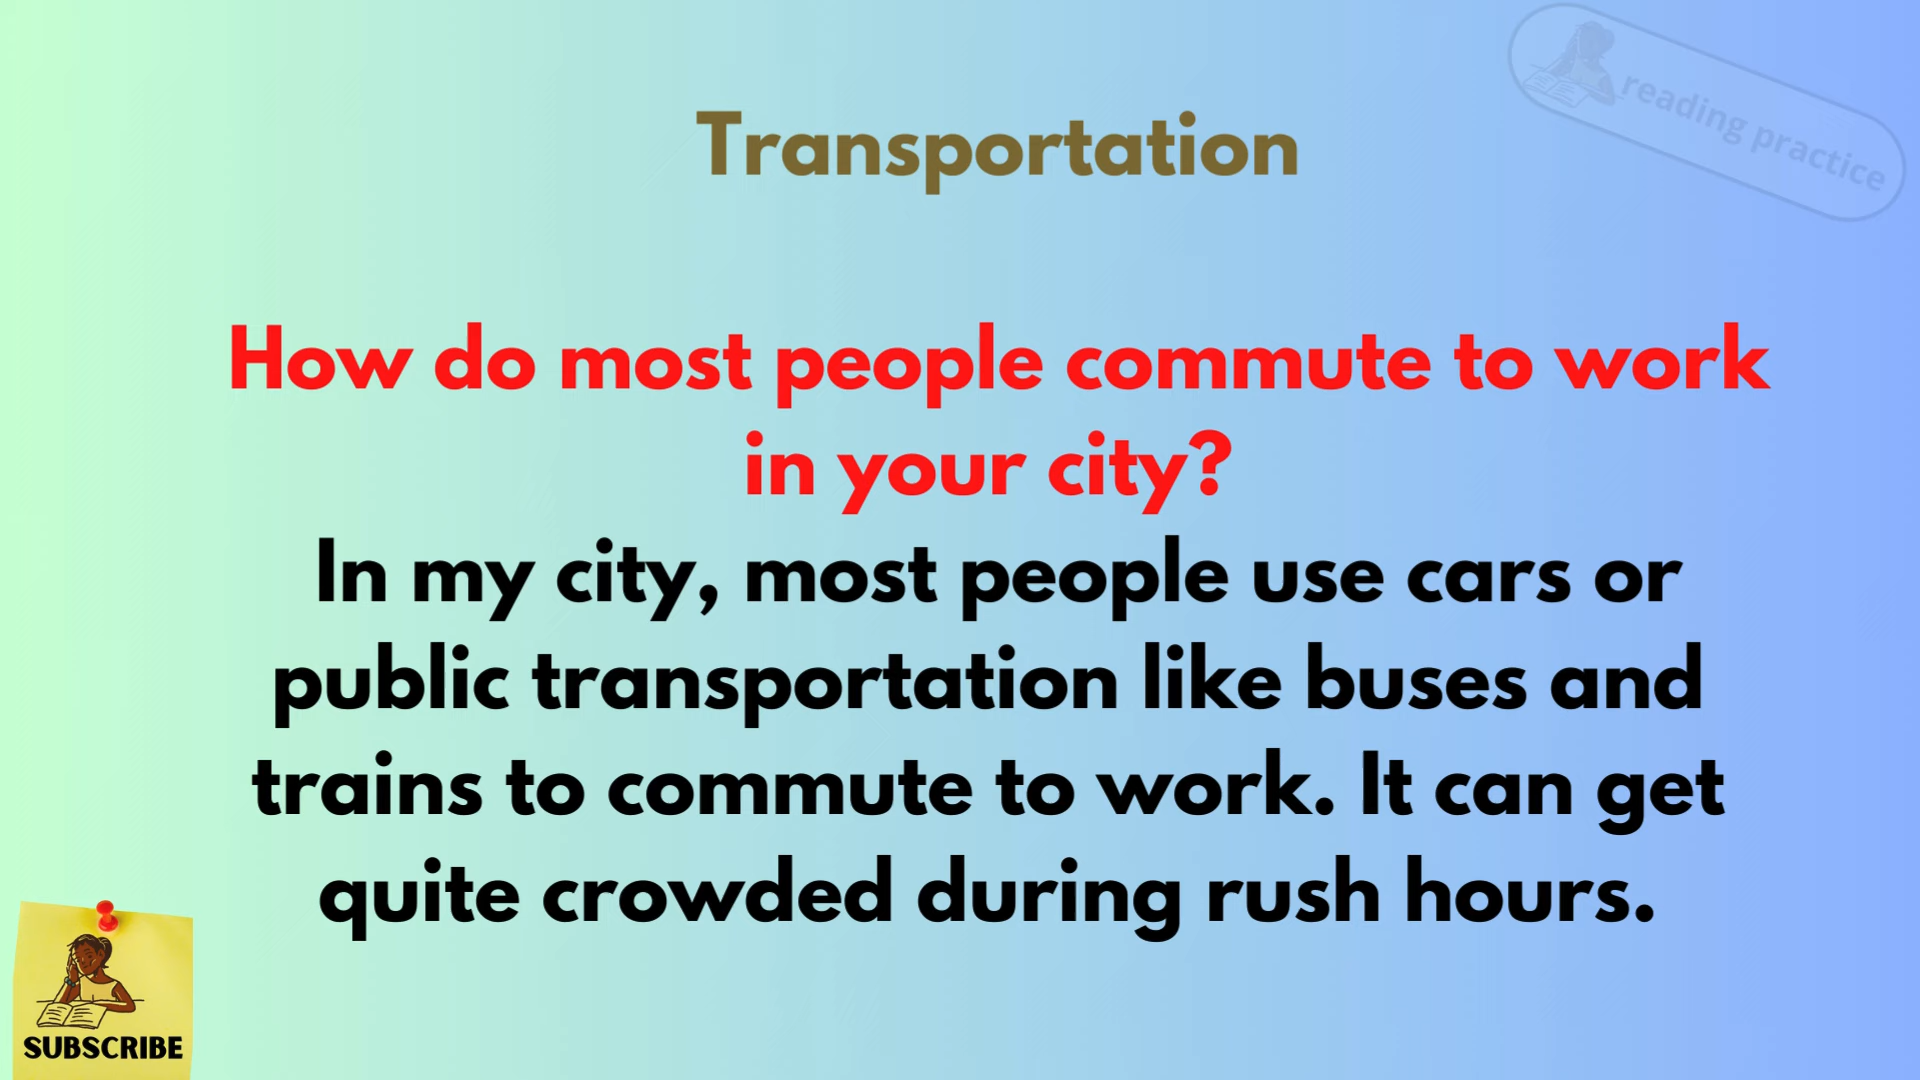 Transportation
reading practice
How do most people commute to work
in your city?
In my city, most people use cars or
public transportation like buses and
trains to commute to work. It can get
quite crowded during rush hours.
SUBSCRIBE